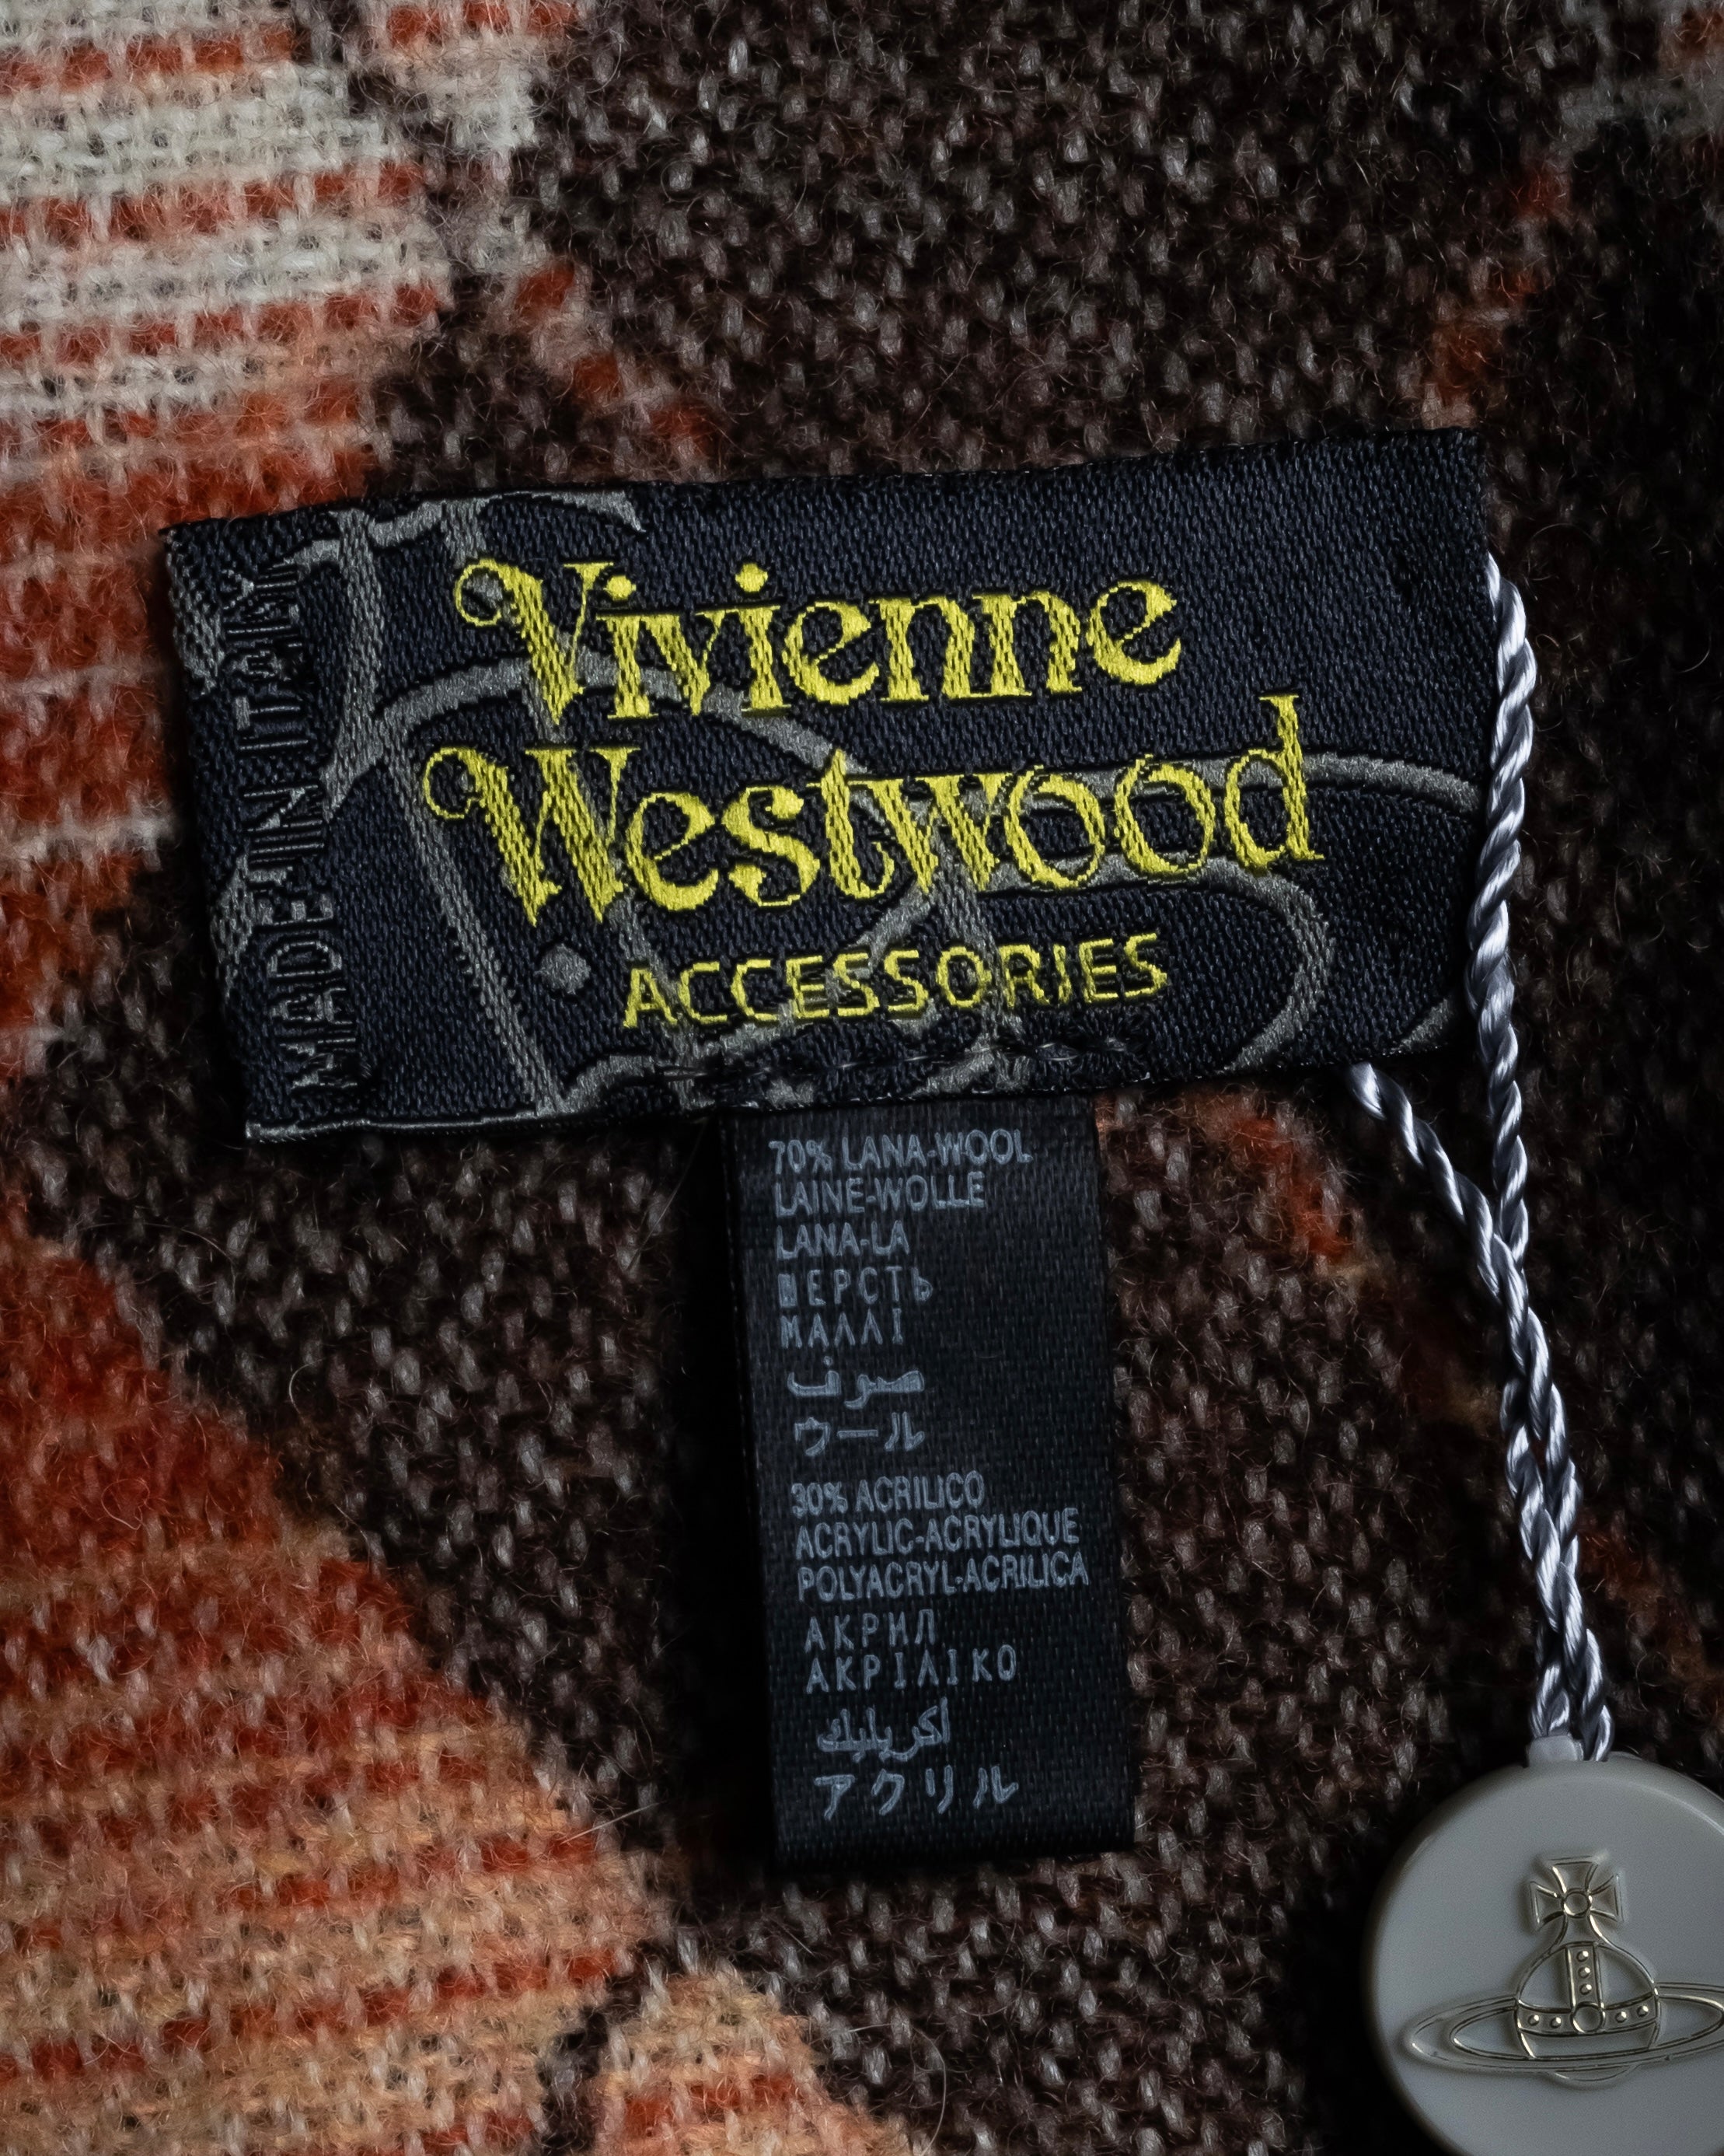 Vivienne
Westwood
ACCESSORIES
MADE IN ITALY
70% LANA-WOOL
LAINE-WOLLE
LANA-LA
ШЕРСТЬ
ΜΑΛΛΙ
صوف
ウール
30% ACRILICO
ACRYLIC-ACRYLIQUE
POLYACRYL-ACRILICA
АКРИЛ
ΑΚΡΙΛΙΚΟ
أكريليك
アクリル